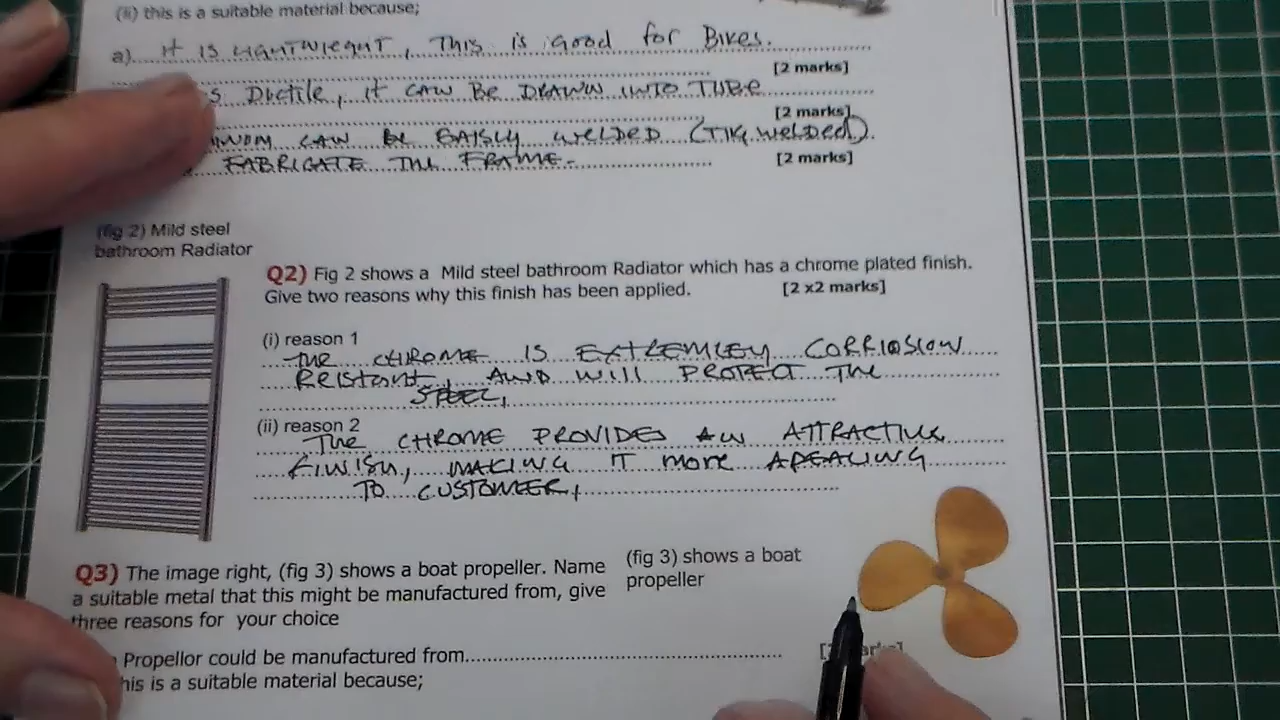 (ii) this is a suitable material because;
a) It is lightwieght, This is good for Bikes.
[2 marks]
s Ductile, it can be drawn into tube
[2 marks]
can be easily welded (TIG welded).
[2 marks]
fabricate the frame.
(fig 2) Mild steel
bathroom Radiator
Q2) Fig 2 shows a Mild steel bathroom Radiator which has a chrome plated finish.
Give two reasons why this finish has been applied. [2 x2 marks]
(i) reason 1
The chrome is extremley corriosion
Resistant, and will protect the
steel,
(ii) reason 2
The chrome provides an attractive
finish, making it more apealing
to customer,
Q3) The image right, (fig 3) shows a boat propeller. Name
a suitable metal that this might be manufactured from, give
three reasons for your choice
(fig 3) shows a boat
propeller
Propellor could be manufactured from
his is a suitable material because;